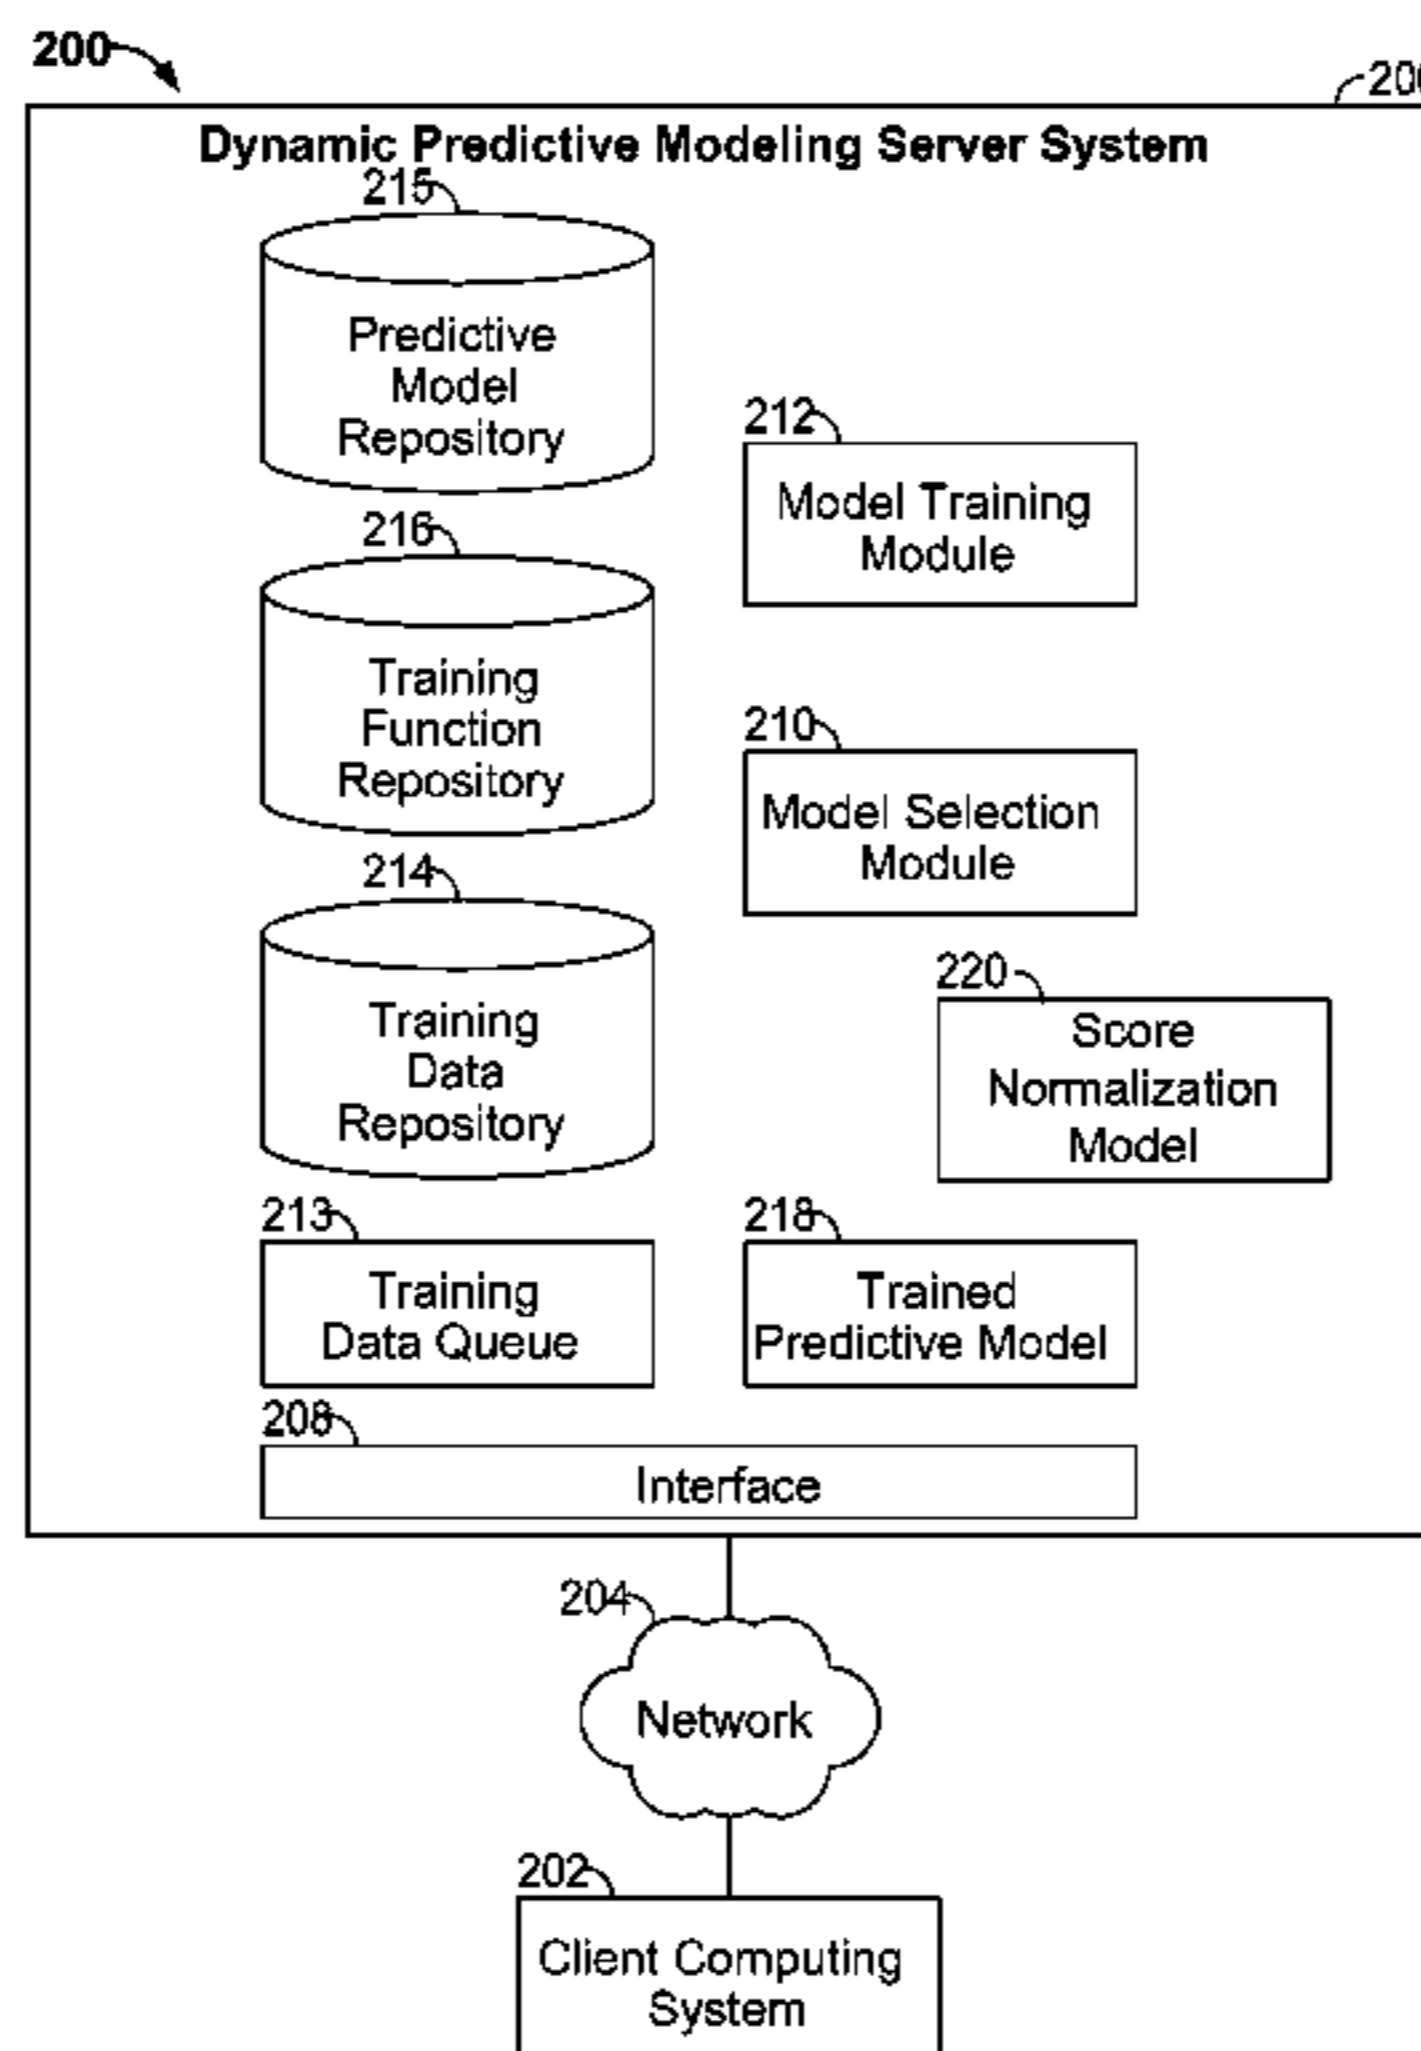 200
Dynamic Predictive Modeling Server System
215
Predictive
Model
Repository
212
Model Training
Module
216
Training
Function
Repository
210
Model Selection
Module
214
Training
Data
Repository
220
Score
Normalization
Model
213
Training
Data Queue
218
Trained
Predictive Model
208
Interface
204
Network
202
Client Computing
System